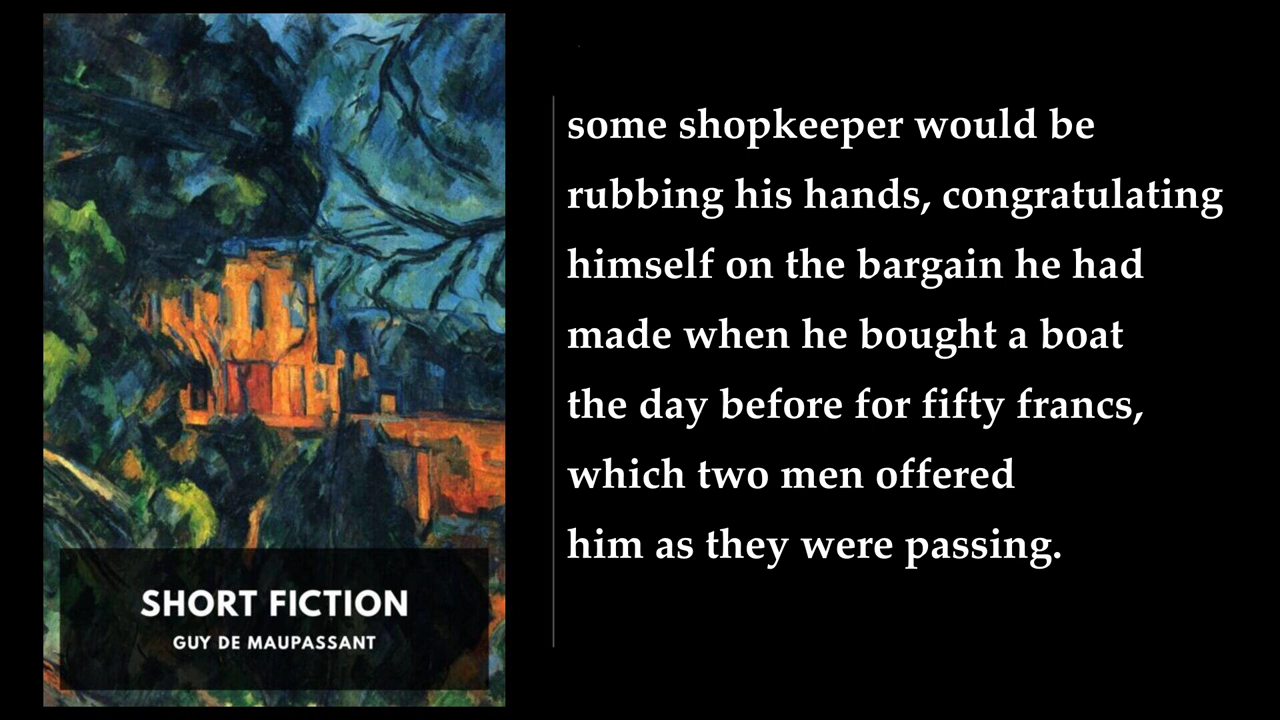 some shopkeeper would be
rubbing his hands, congratulating
himself on the bargain he had
made when he bought a boat
the day before for fifty francs,
which two men offered
him as they were passing.
SHORT FICTION
GUY DE MAUPASSANT